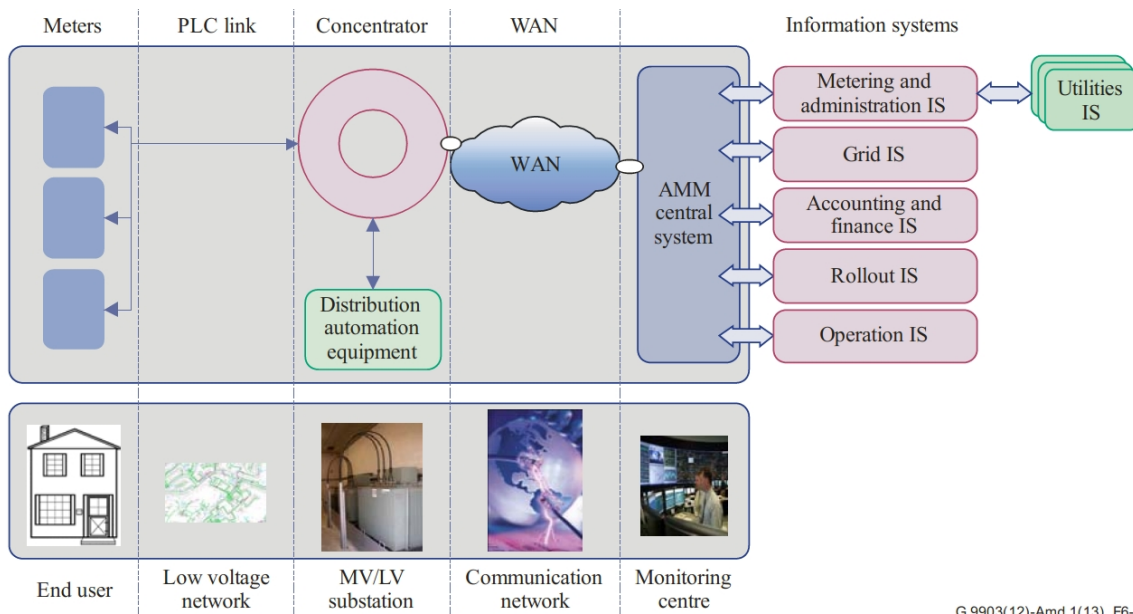 Meters
PLC link
Concentrator
WAN
Information systems
Metering and
administration IS
Utilities
IS
WAN
Grid IS
AMM
central
system
Accounting and
finance IS
Rollout IS
Distribution
automation
equipment
Operation IS
End user
Low voltage
network
MV/LV
substation
Communication
network
Monitoring
centre